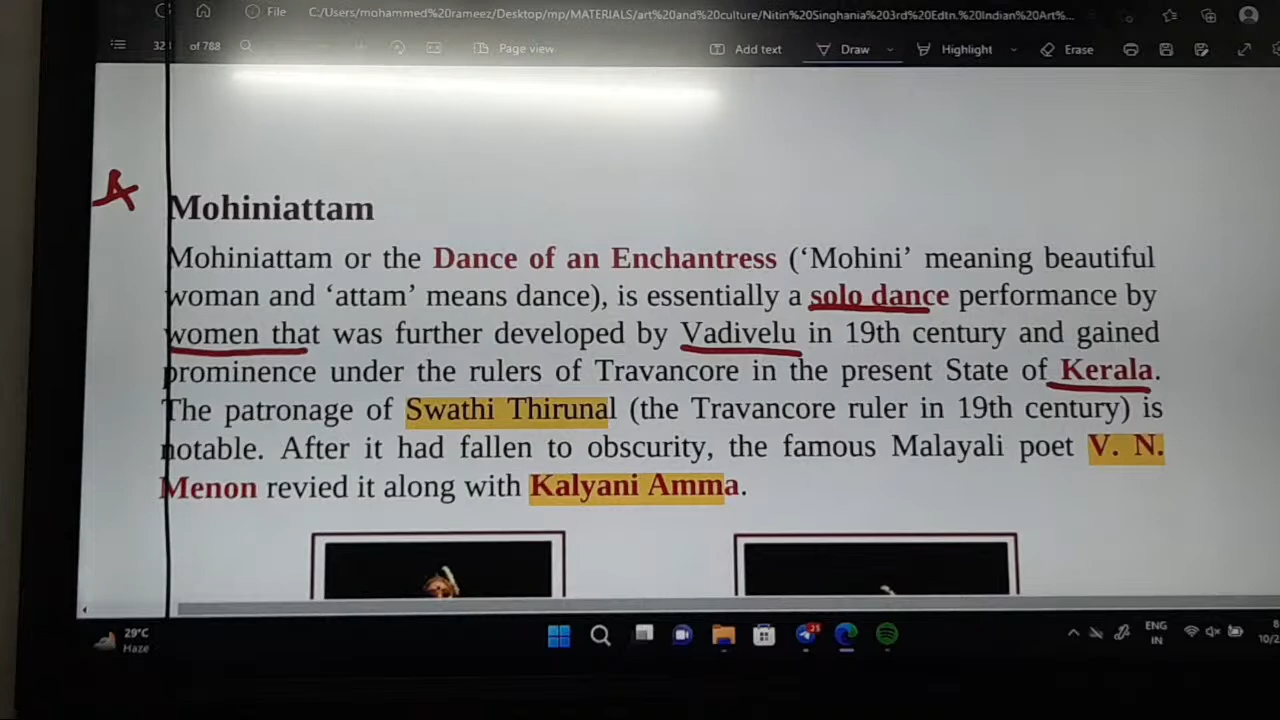 File C:/Users/mohammed%20rameez/Desktop/mp/MATERIALS/art%20and%20culture/Nitin%20Singhania%203rd%20Edtn.%20Indian%20Art%...
of 788 Page view Add text Draw Highlight Erase
Mohiniattam
Mohiniattam or the Dance of an Enchantress (‘Mohini’ meaning beautiful
woman and ‘attam’ means dance), is essentially a solo dance performance by
women that was further developed by Vadivelu in 19th century and gained
prominence under the rulers of Travancore in the present State of Kerala.
The patronage of Swathi Thirunal (the Travancore ruler in 19th century) is
notable. After it had fallen to obscurity, the famous Malayali poet V. N.
Menon revied it along with Kalyani Amma.
29°C
Haze
ENG
IN